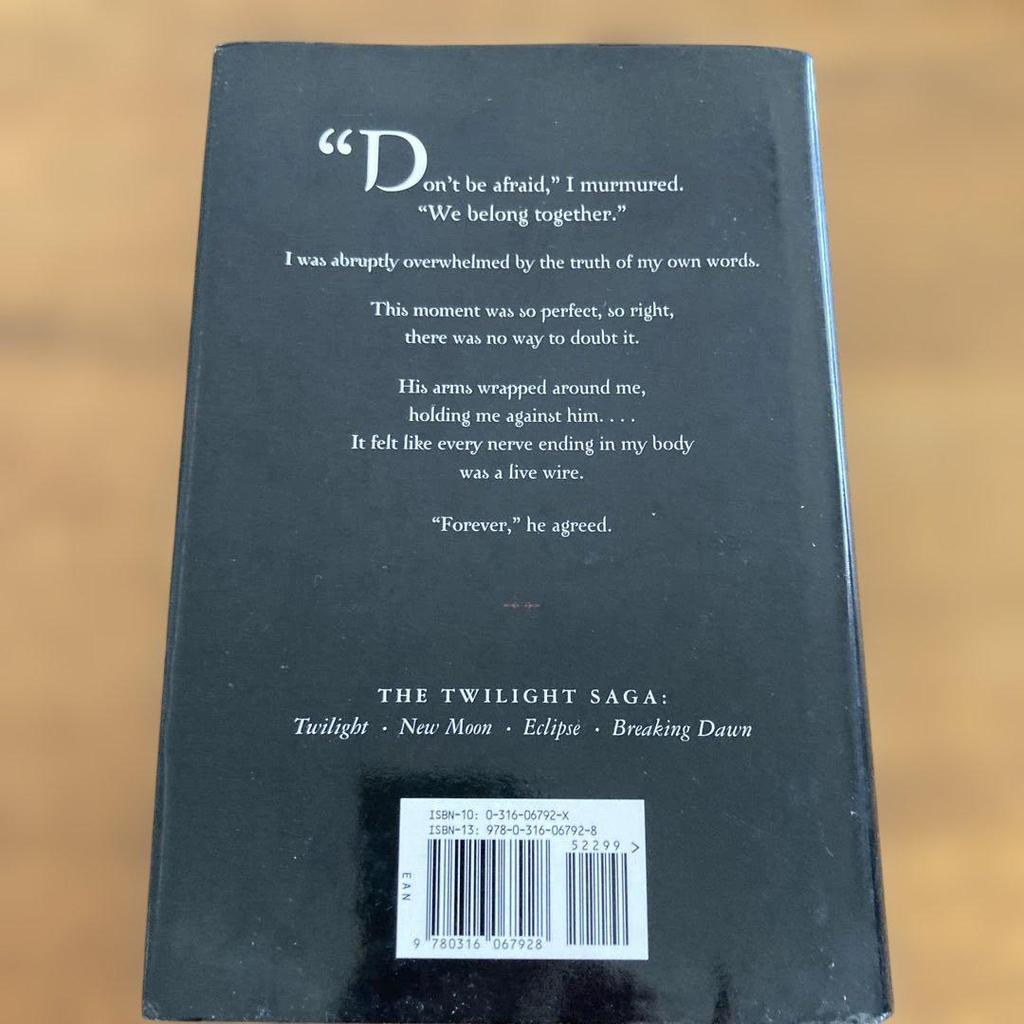 “Don’t be afraid,” I murmured.
“We belong together.”
I was abruptly overwhelmed by the truth of my own words.
This moment was so perfect, so right,
there was no way to doubt it.
His arms wrapped around me,
holding me against him. . . .
It felt like every nerve ending in my body
was a live wire.
“Forever,” he agreed.
THE TWILIGHT SAGA:
Twilight · New Moon · Eclipse · Breaking Dawn
ISBN-10: 0-316-06792-X
ISBN-13: 978-0-316-06792-8
52299 >
EAN
9 780316 067928